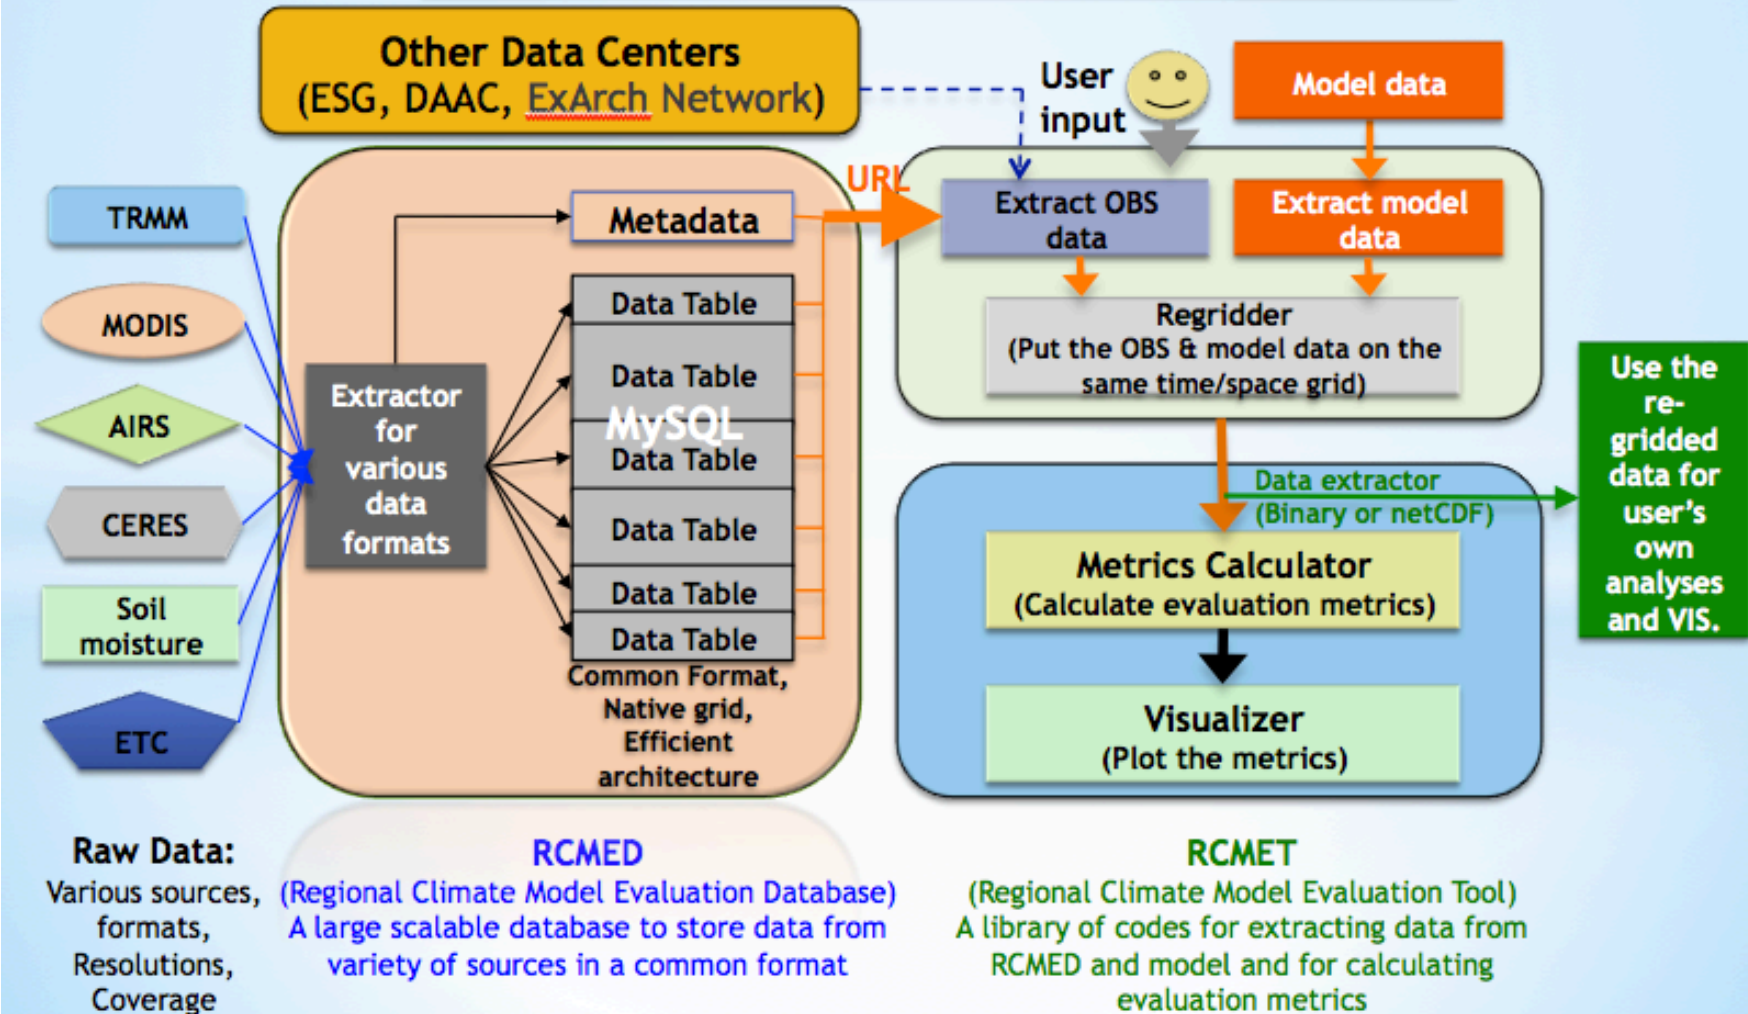 Other Data Centers
(ESG, DAAC, ExArch Network)
User
input
Model data
TRMM
MODIS
AIRS
CERES
Soil
moisture
ETC
Extractor
for
various
data
formats
Metadata
Data Table
Data Table
MySQL
Data Table
Data Table
Data Table
Data Table
Common Format,
Native grid,
Efficient
architecture
URL
Extract OBS
data
Extract model
data
Regridder
(Put the OBS & model data on the
same time/space grid)
Data extractor
(Binary or netCDF)
Metrics Calculator
(Calculate evaluation metrics)
Visualizer
(Plot the metrics)
Use the
re-
gridded
data for
user's
own
analyses
and VIS.
Raw Data:
Various sources,
formats,
Resolutions,
Coverage
RCMED
(Regional Climate Model Evaluation Database)
A large scalable database to store data from
variety of sources in a common format
RCMET
(Regional Climate Model Evaluation Tool)
A library of codes for extracting data from
RCMED and model and for calculating
evaluation metrics